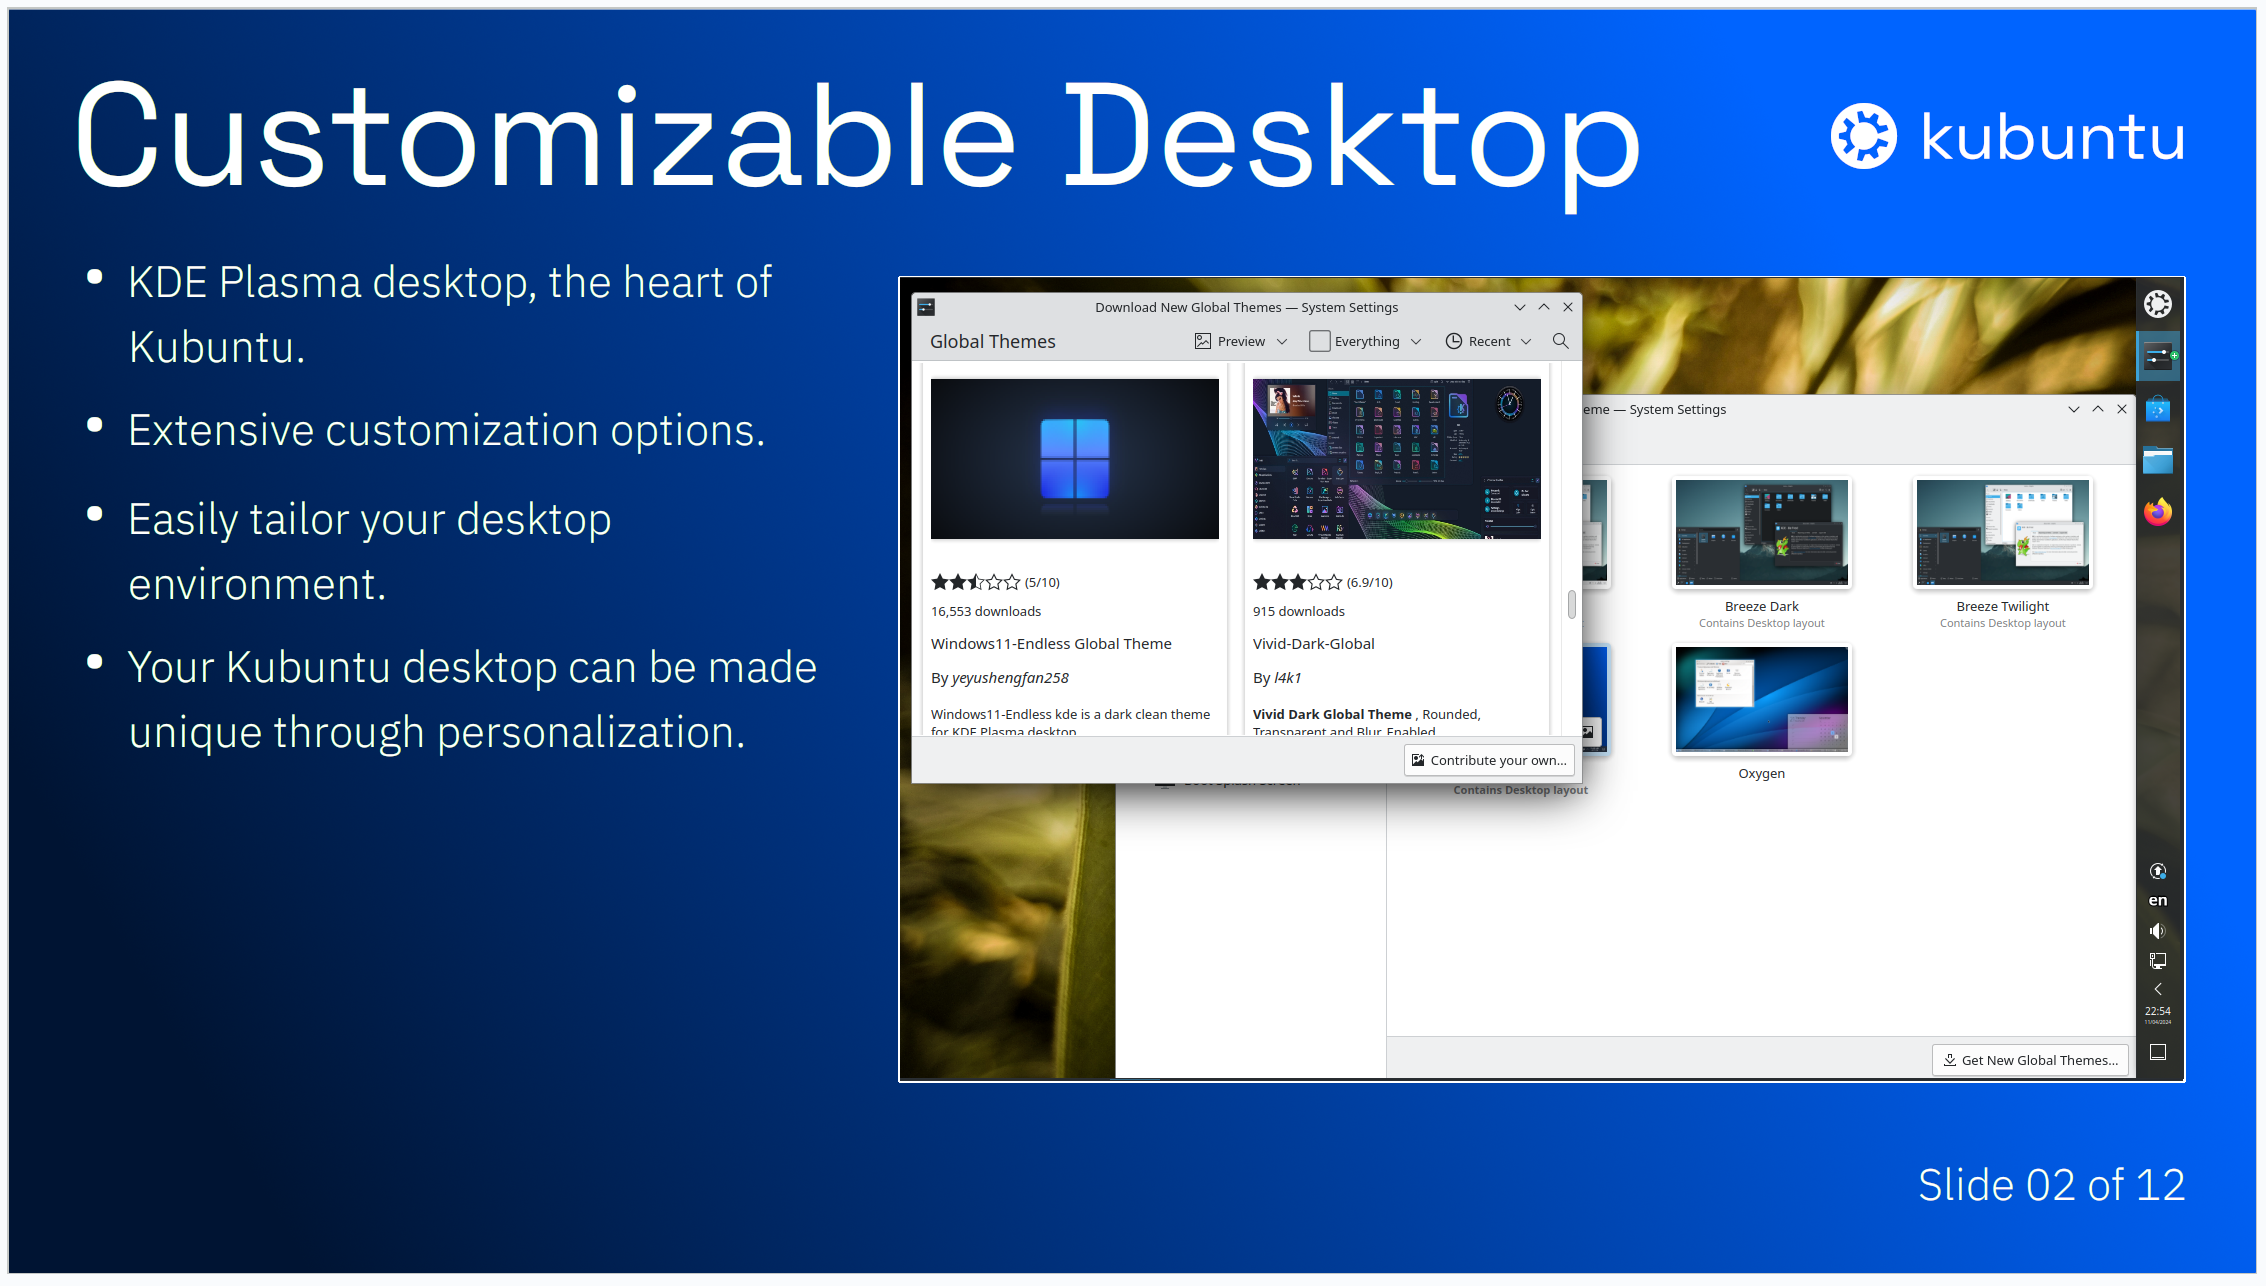 Customizable Desktop
kubuntu
• KDE Plasma desktop, the heart of
Kubuntu.
• Extensive customization options.
• Easily tailor your desktop
environment.
• Your Kubuntu desktop can be made
unique through personalization.
Download New Global Themes — System Settings
Global Themes
Preview
Everything
Recent
(5/10)
16,553 downloads
Windows11-Endless Global Theme
By yeyushengfan258
Windows11-Endless kde is a dark clean theme
for KDE Plasma desktop
(6.9/10)
915 downloads
Vivid-Dark-Global
By l4k1
Vivid Dark Global Theme , Rounded,
Transparent and Blur Enabled
Contribute your own...
eme — System Settings
Breeze Dark
Contains Desktop layout
Breeze Twilight
Contains Desktop layout
Oxygen
Contains Desktop layout
Get New Global Themes...
en
22:54
11/04/2024
Slide 02 of 12